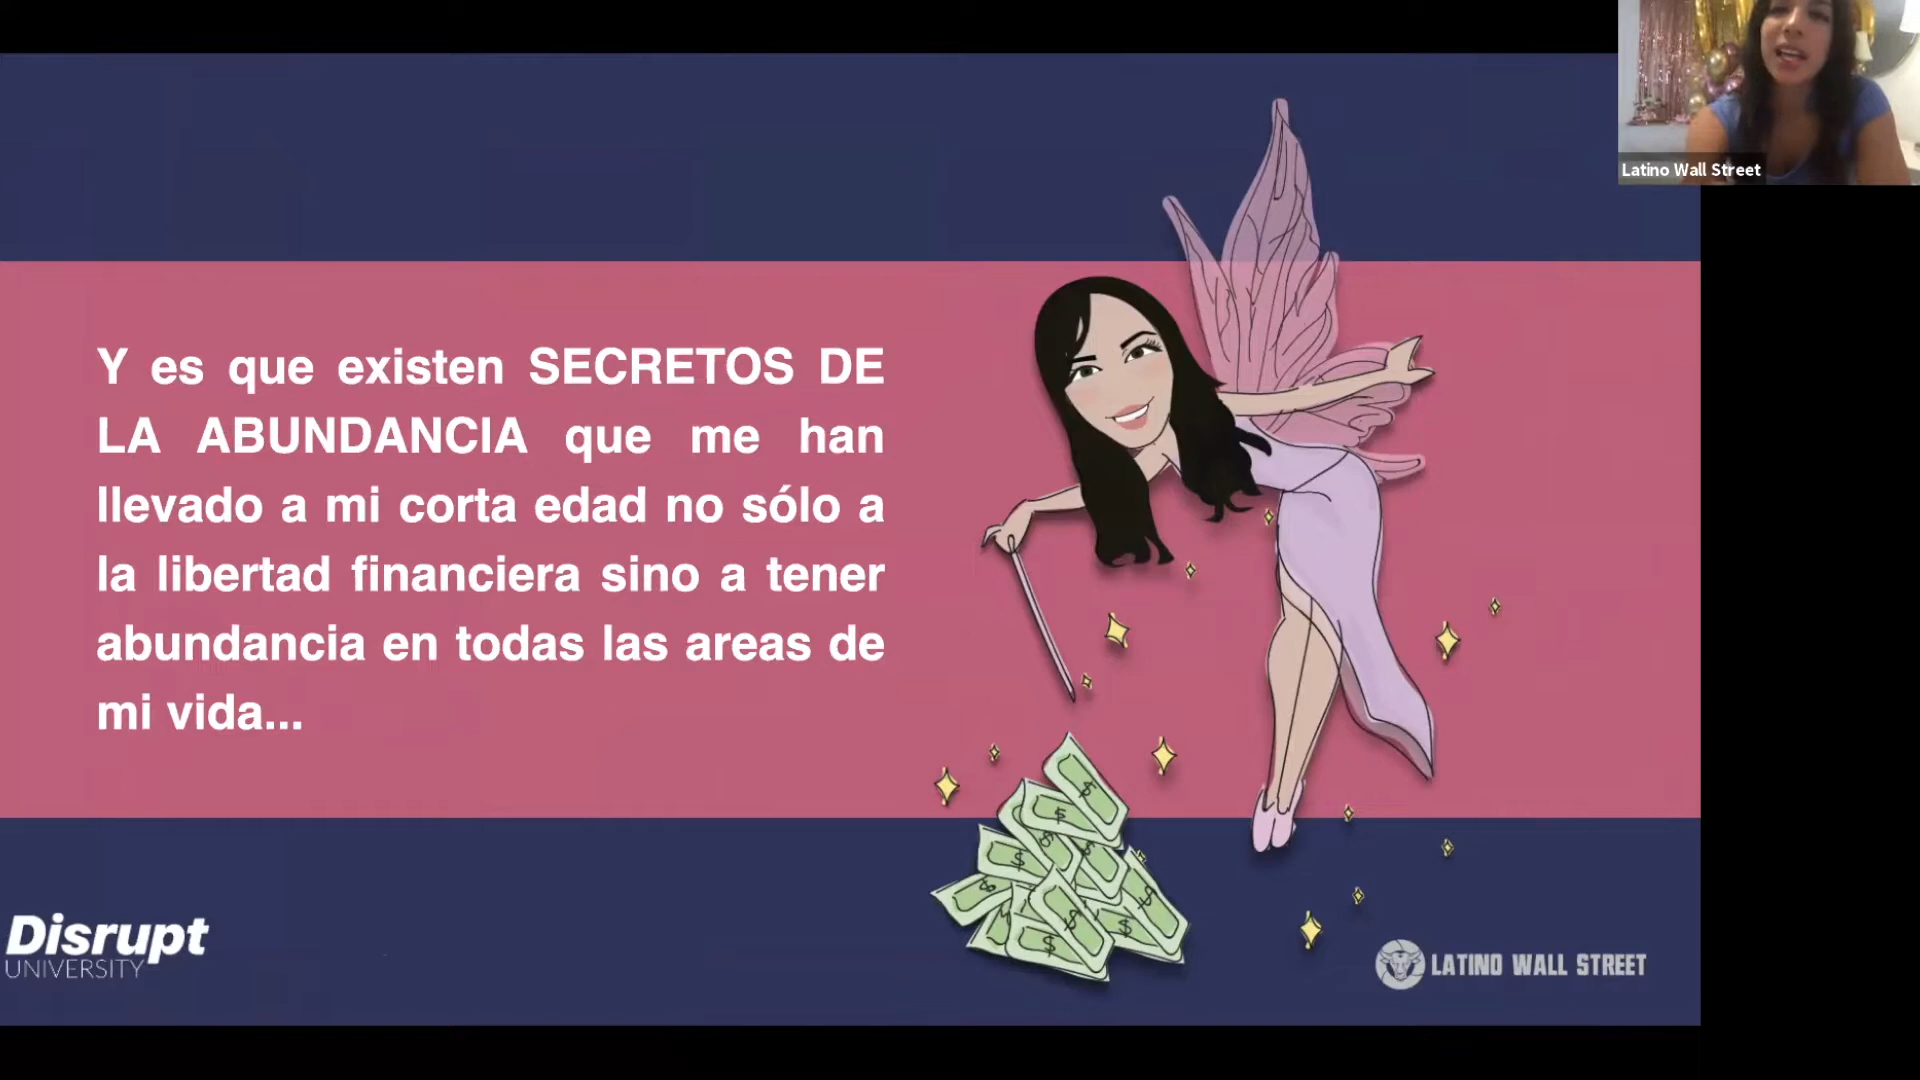 Latino Wall Street
Y es que existen SECRETOS DE
LA ABUNDANCIA que me han
llevado a mi corta edad no sólo a
la libertad financiera sino a tener
abundancia en todas las areas de
mi vida...
Disrupt
UNIVERSITY
LATINO WALL STREET